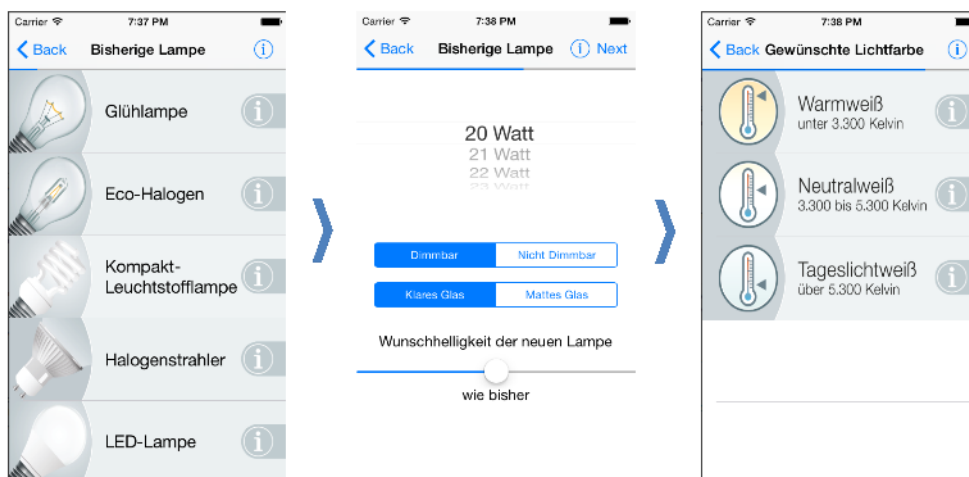 Carrier 7:37 PM
Back Bisherige Lampe i
Glühlampe i
Eco-Halogen i
Kompakt-
Leuchtstofflampe i
Halogenstrahler i
LED-Lampe i
Carrier 7:38 PM
Back Bisherige Lampe i Next
20 Watt
21 Watt
22 Watt
23 Watt
Dimmbar Nicht Dimmbar
Klares Glas Mattes Glas
Wunschhelligkeit der neuen Lampe
wie bisher
Carrier 7:38 PM
Back Gewünschte Lichtfarbe i
Warmweiß i
unter 3.300 Kelvin
Neutralweiß i
3.300 bis 5.300 Kelvin
Tageslichtweiß i
über 5.300 Kelvin